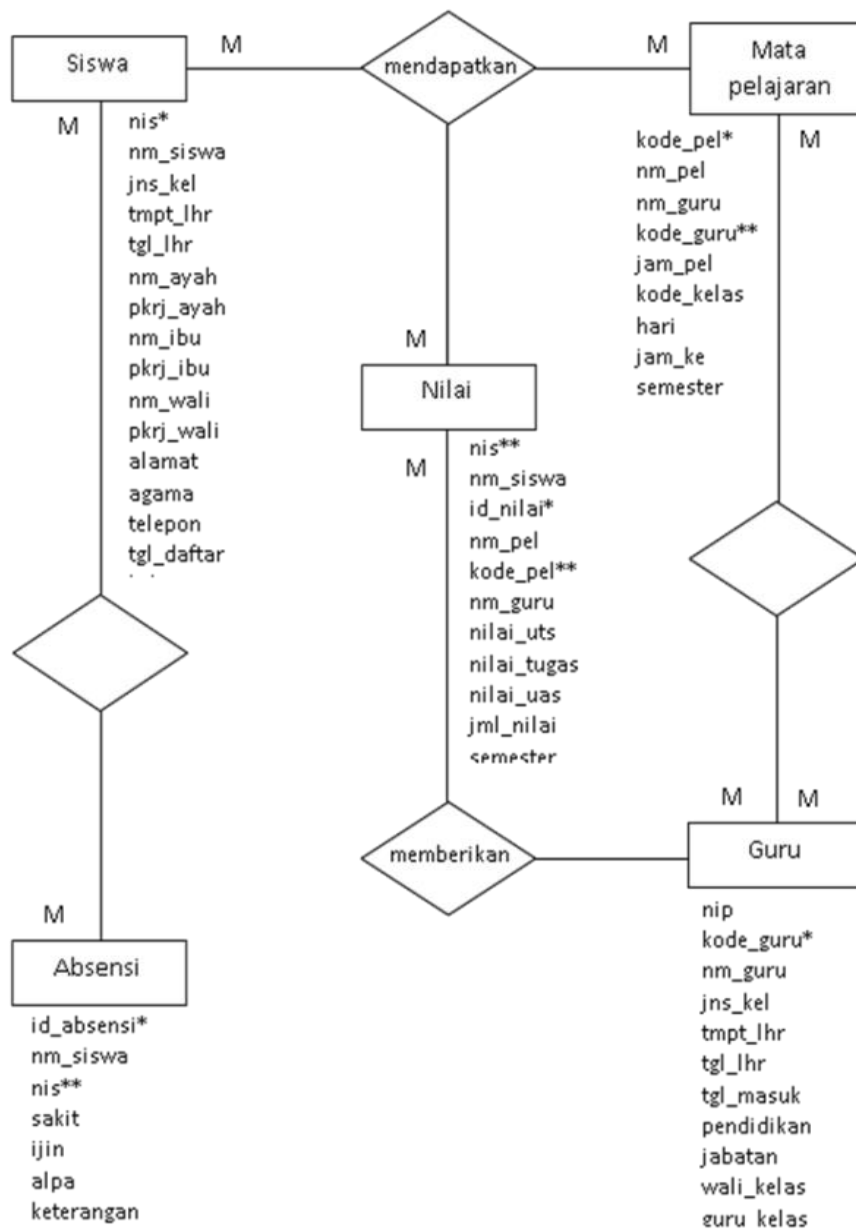 Siswa
M
mendapatkan
M
Mata
pelajaran
M
nis*
nm_siswa
jns_kel
tmpt_lhr
tgl_lhr
nm_ayah
pkrj_ayah
nm_ibu
pkrj_ibu
nm_wali
pkrj_wali
alamat
agama
telepon
tgl_daftar
M
kode_pel*
nm_pel
nm_guru
kode_guru**
jam_pel
kode_kelas
hari
jam_ke
semester
M
Nilai
M
nis**
nm_siswa
id_nilai*
nm_pel
kode_pel**
nm_guru
nilai_uts
nilai_tugas
nilai_uas
jml_nilai
semester
memberikan
M
M
Guru
nip
kode_guru*
nm_guru
jns_kel
tmpt_lhr
tgl_lhr
tgl_masuk
pendidikan
jabatan
wali_kelas
guru_kelas
M
Absensi
id_absensi*
nm_siswa
nis**
sakit
ijin
alpa
keterangan